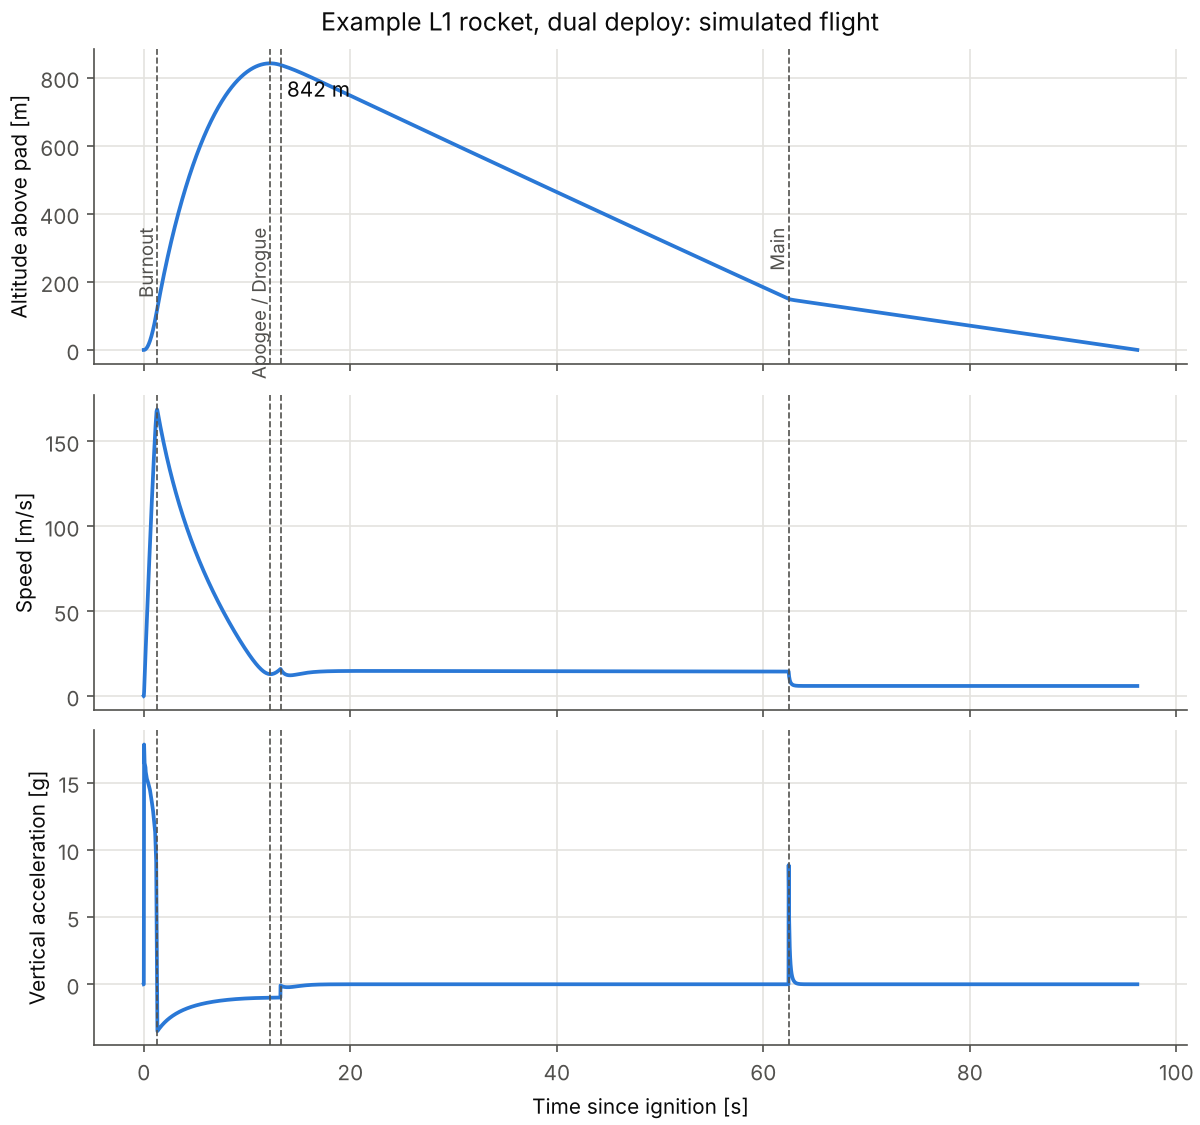 Example L1 rocket, dual deploy: simulated flight
Altitude above pad [m]
800
600
400
200
0
842 m
Burnout
Apogee / Drogue
Main
Speed [m/s]
150
100
50
0
Vertical acceleration [g]
15
10
5
0
0 20 40 60 80 100
Time since ignition [s]